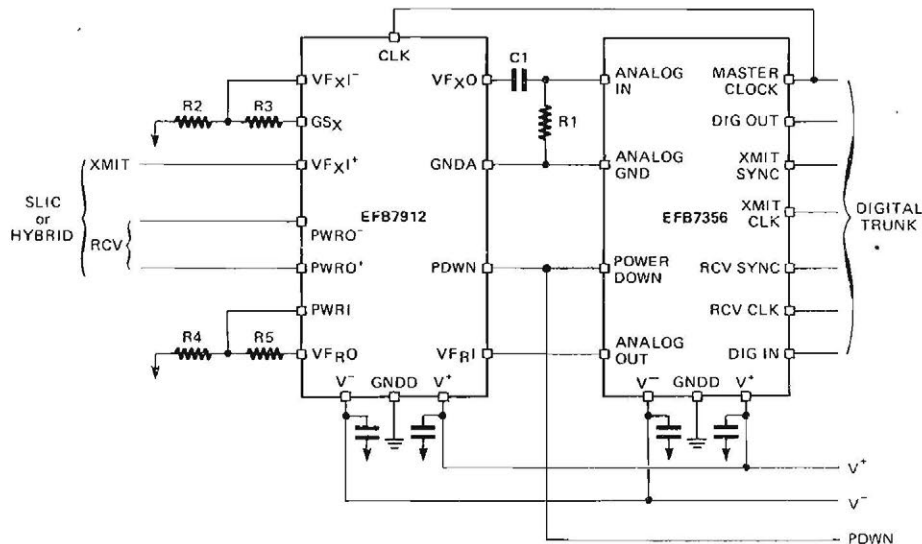 CLK
VFXI-
VFXO
C1
ANALOG IN
MASTER CLOCK
R2
R3
GSX
R1
DIG OUT
XMIT
VFXI+
GNDA
ANALOG GND
XMIT SYNC
SLIC or HYBRID
EFB7912
EFB7356
XMIT CLK
DIGITAL TRUNK
RCV
PWRO-
PWRO+
PDWN
POWER DOWN
RCV SYNC
PWRI
RCV CLK
R4
R5
VFRO
VFRI
ANALOG OUT
DIG IN
V-
GNDD
V+
V-
GNDD
V+
V+
V-
PDWN